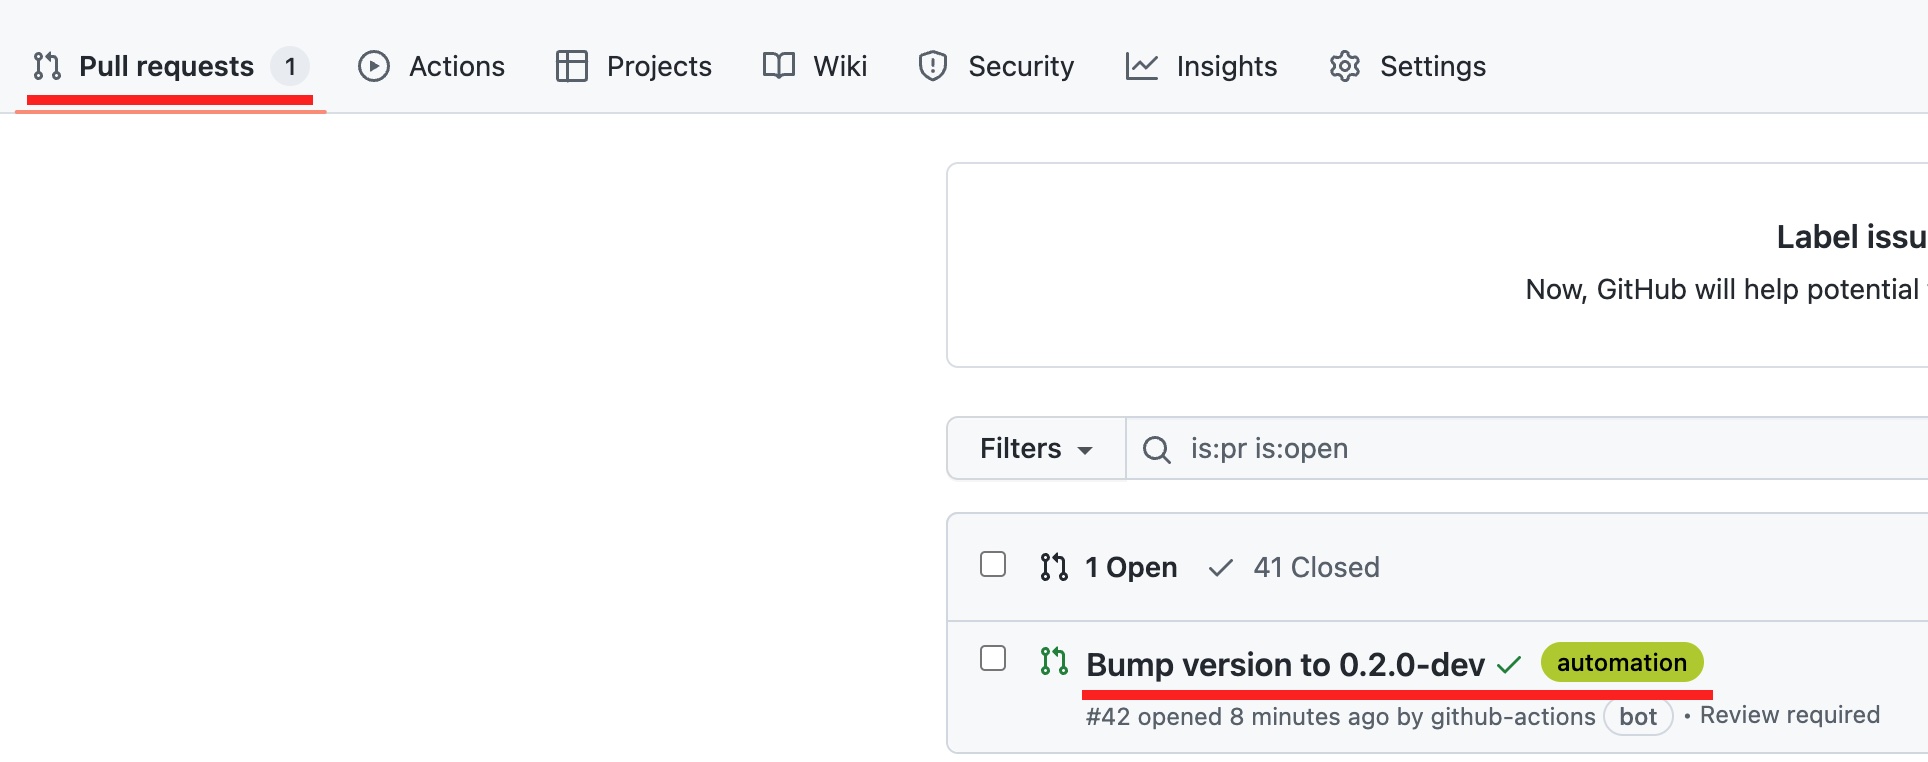 Pull requests 1 Actions Projects Wiki Security Insights Settings
Label issu
Now, GitHub will help potential
Filters is:pr is:open
1 Open 41 Closed
Bump version to 0.2.0-dev automation
#42 opened 8 minutes ago by github-actions bot • Review required